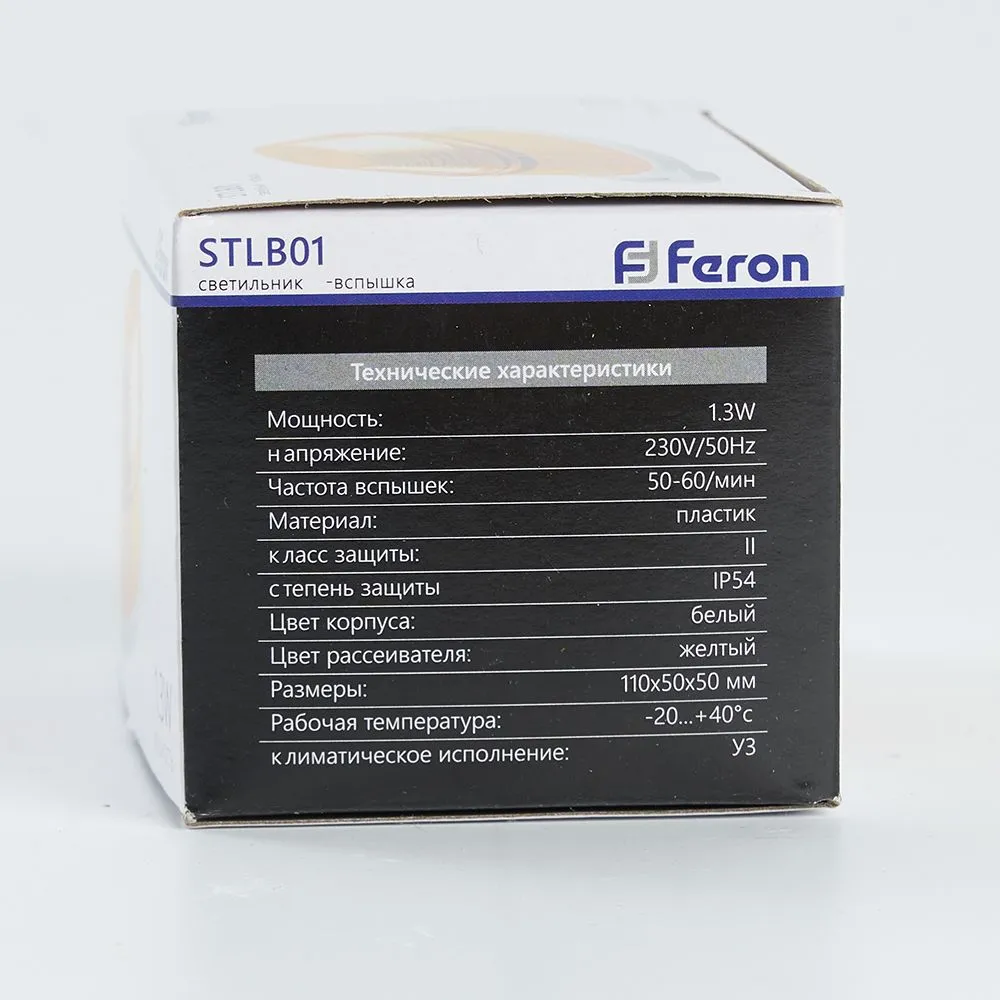 STLB01
светильник -вспышка
Feron
Технические характеристики
Мощность: 1.3W
напряжение: 230V/50Hz
Частота вспышек: 50-60/мин
Материал: пластик
класс защиты: II
степень защиты IP54
Цвет корпуса: белый
Цвет рассеивателя: желтый
Размеры: 110x50x50 мм
Рабочая температура: -20...+40°c
климатическое исполнение: У3